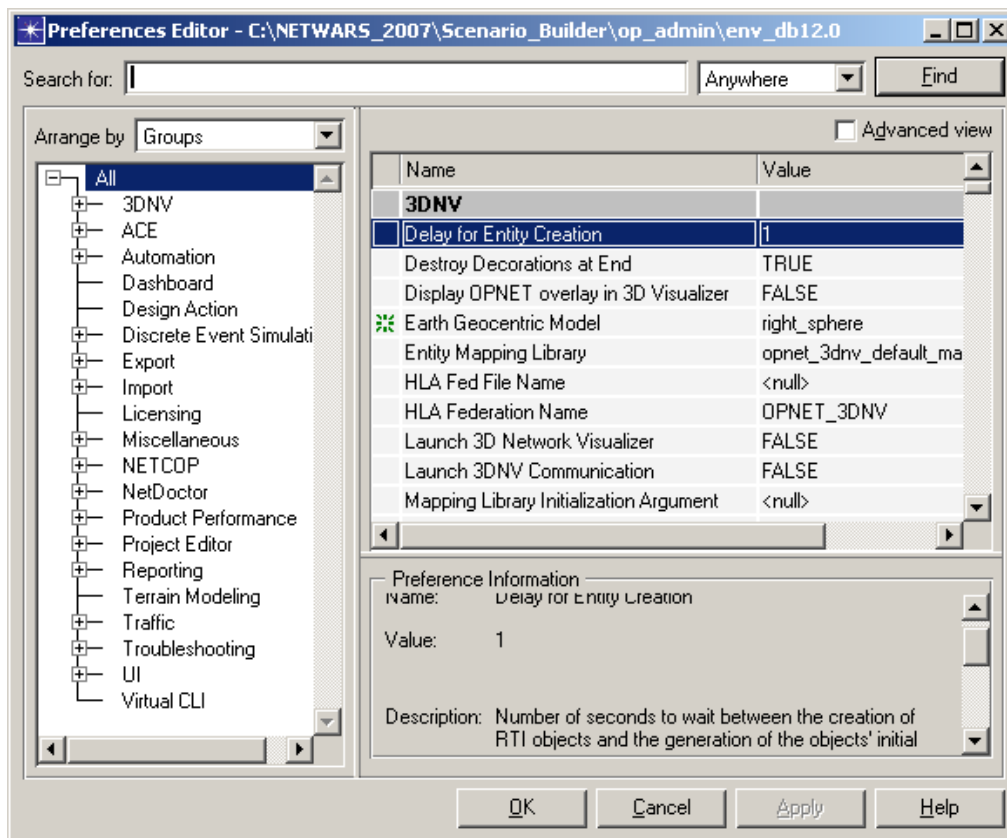 Preferences Editor - C:\NETWARS_2007\Scenario_Builder\op_admin\env_db12.0
Search for: Anywhere Find
Arrange by Groups
Advanced view
All
3DNV
ACE
Automation
Dashboard
Design Action
Discrete Event Simulati
Export
Import
Licensing
Miscellaneous
NETCOP
NetDoctor
Product Performance
Project Editor
Reporting
Terrain Modeling
Traffic
Troubleshooting
UI
Virtual CLI
Name Value
3DNV
Delay for Entity Creation 1
Destroy Decorations at End TRUE
Display OPNET overlay in 3D Visualizer FALSE
Earth Geocentric Model right_sphere
Entity Mapping Library opnet_3dnv_default_ma
HLA Fed File Name <null>
HLA Federation Name OPNET_3DNV
Launch 3D Network Visualizer FALSE
Launch 3DNV Communication FALSE
Mapping Library Initialization Argument <null>
Preference Information
Name: Delay for Entity Creation
Value: 1
Description: Number of seconds to wait between the creation of
RTI objects and the generation of the objects' initial
OK Cancel Apply Help